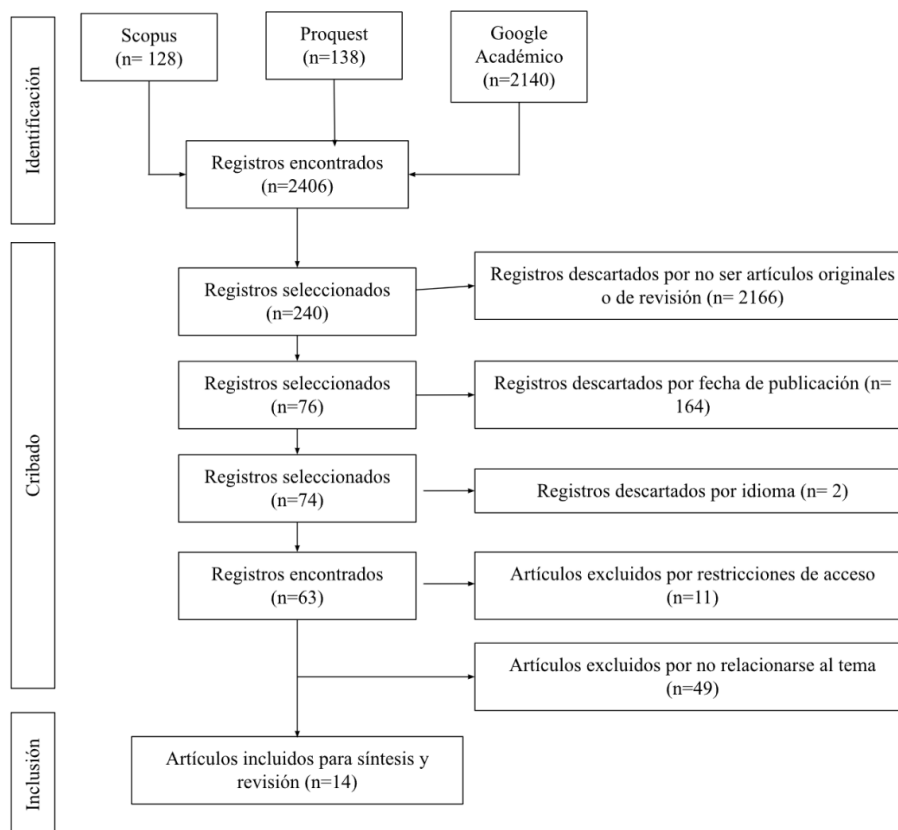 Identificación
Scopus
(n= 128)
Proquest
(n=138)
Google
Académico
(n=2140)
Registros encontrados
(n=2406)
Cribado
Registros seleccionados
(n=240)
Registros descartados por no ser artículos originales
o de revisión (n= 2166)
Registros seleccionados
(n=76)
Registros descartados por fecha de publicación (n=
164)
Registros seleccionados
(n=74)
Registros descartados por idioma (n= 2)
Registros encontrados
(n=63)
Artículos excluidos por restricciones de acceso
(n=11)
Artículos excluidos por no relacionarse al tema
(n=49)
Inclusión
Artículos incluidos para síntesis y
revisión (n=14)